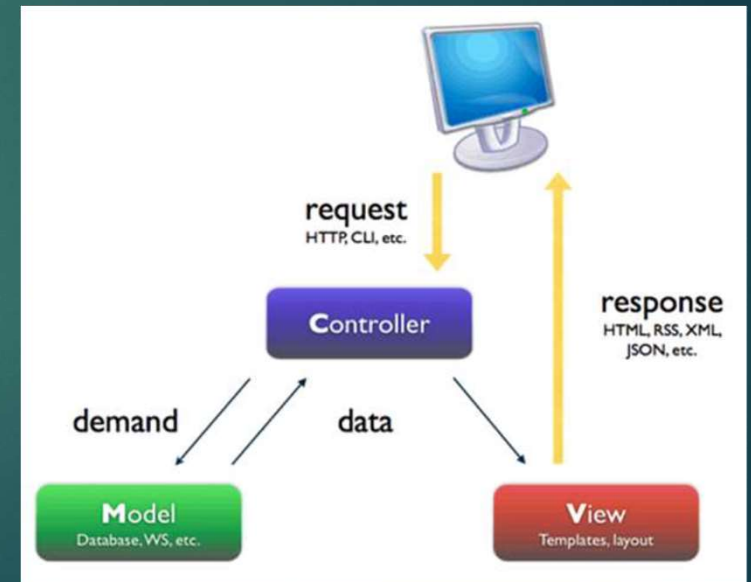 request
HTTP, CLI, etc.
Controller
response
HTML, RSS, XML,
JSON, etc.
demand
data
Model
Database, WS, etc.
View
Templates, layout